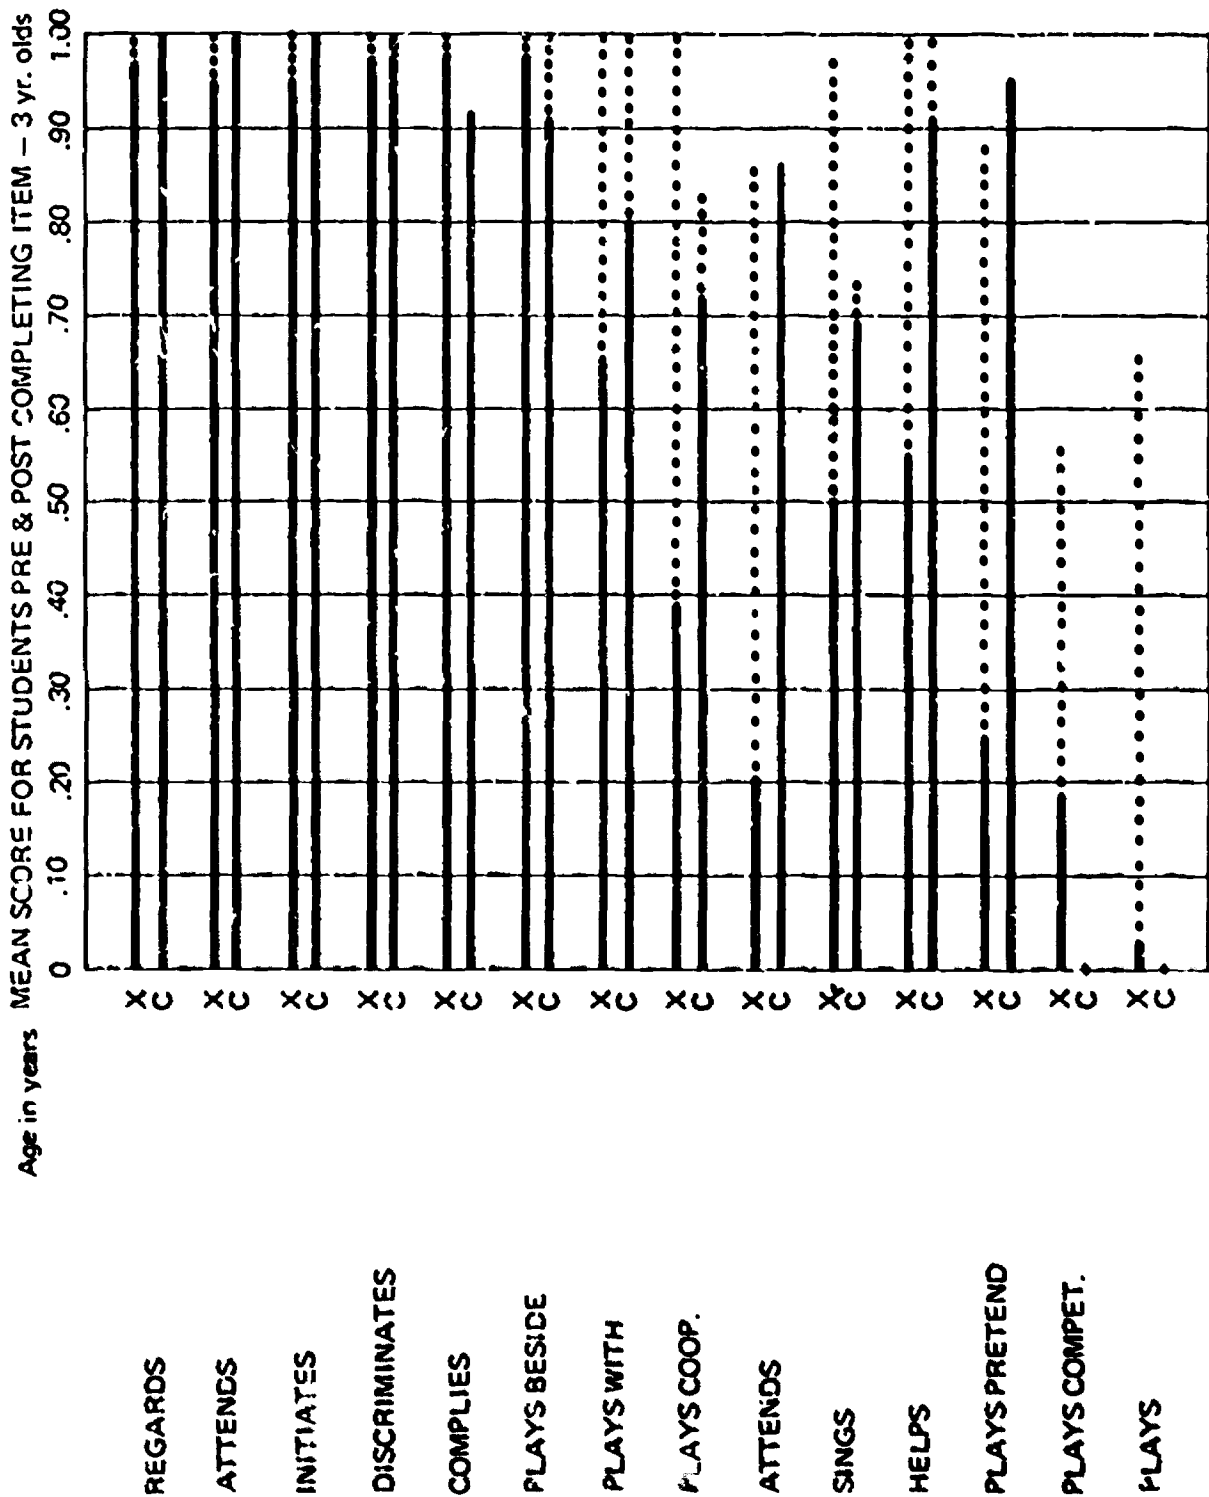 Age in years MEAN SCORE FOR STUDENTS PRE & POST COMPLETING ITEM – 3 yr. olds
0 .10 .20 .30 .40 .50 .60 .70 .80 .90 1.00
REGARDS X
C
ATTENDS X
C
INITIATES X
C
DISCRIMINATES X
C
COMPLIES X
C
PLAYS BESIDE X
C
PLAYS WITH X
C
PLAYS COOP. X
C
ATTENDS X
C
SINGS X
C
HELPS X
C
PLAYS PRETEND X
C
PLAYS COMPET. X
C
PLAYS X
C